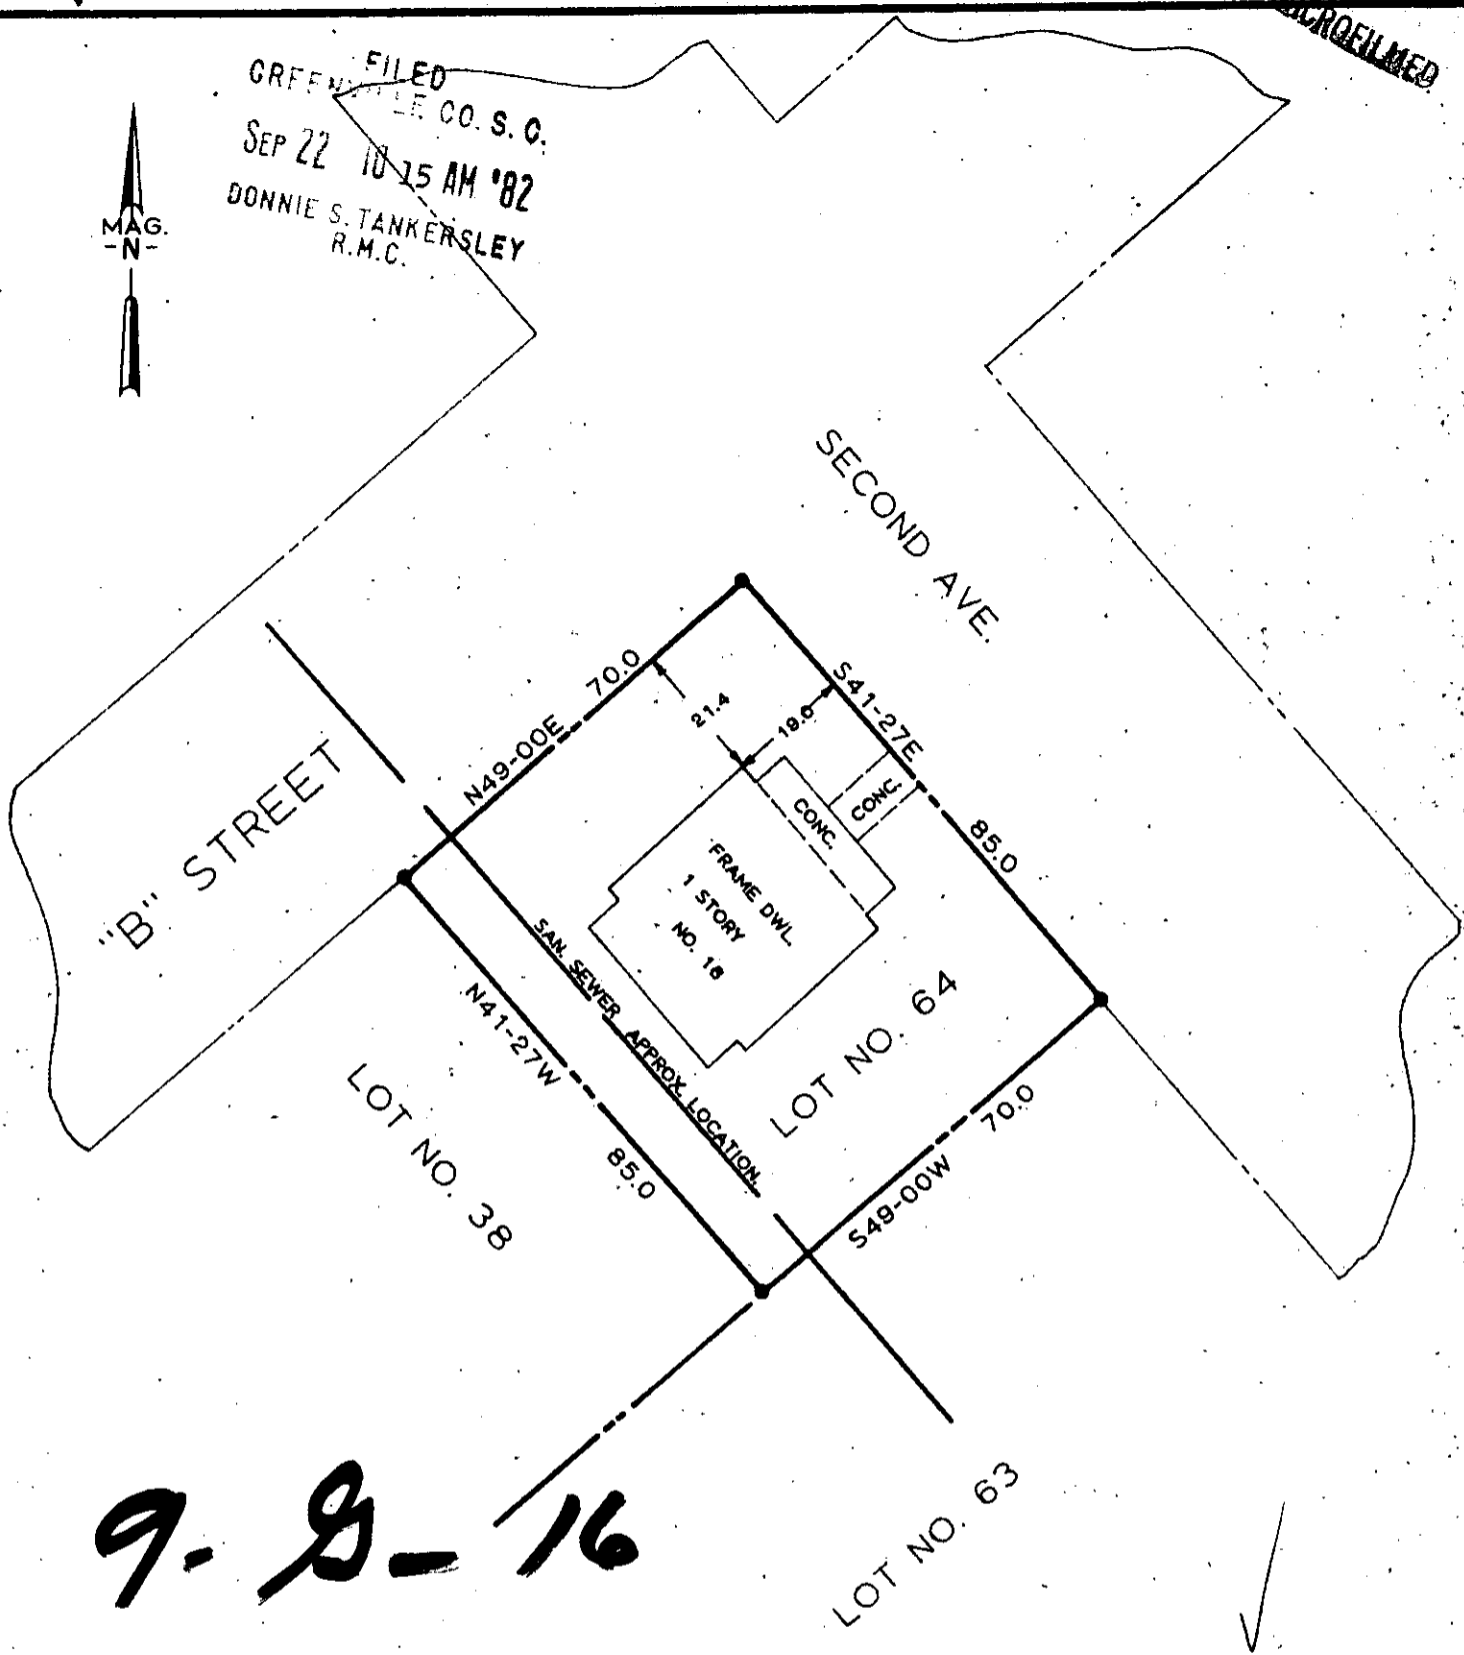 MICROFILMED
FILED
GREENVILLE CO. S. C.
SEP 22 10 15 AM '82
DONNIE S. TANKERSLEY
R.M.C.
MAG.
-N-
SECOND AVE.
"B" STREET
N49-00E 70.0
S41-27E 85.0
21.4
19.0
CONC.
CONC.
FRAME DWL.
1 STORY
NO. 16
SAN. SEWER APPROX. LOCATION.
N41-27W 85.0
S49-00W 70.0
LOT NO. 64
LOT NO. 38
LOT NO. 63
9-G-16